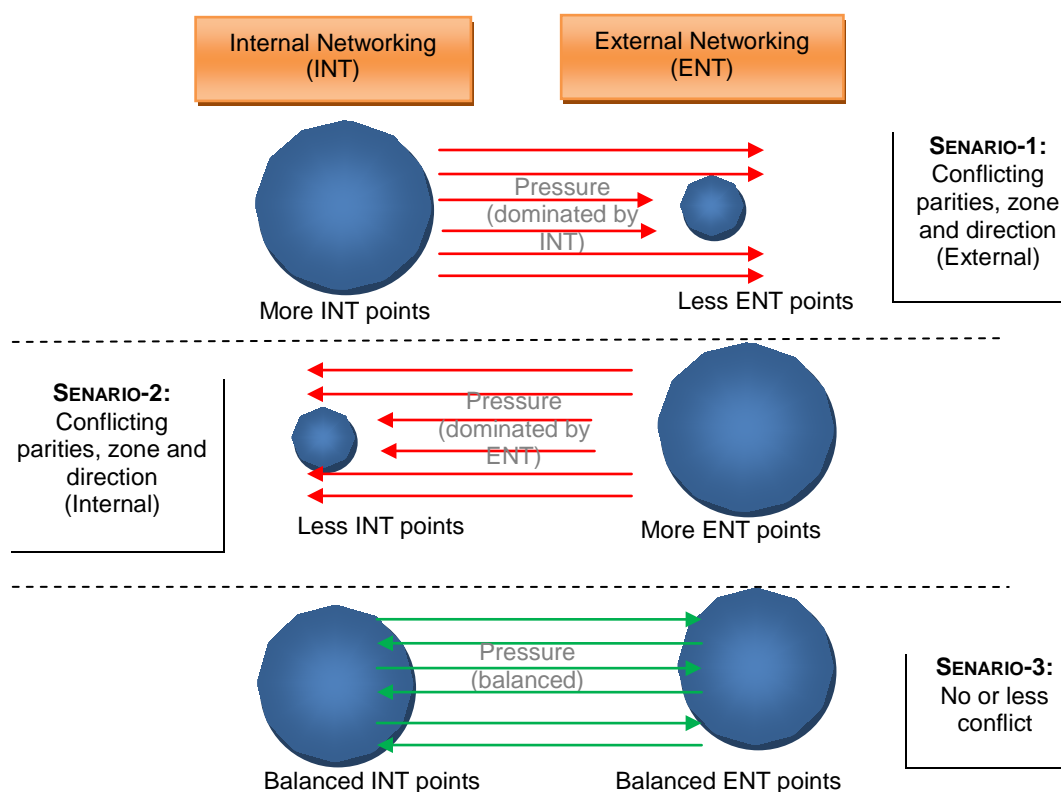 Internal Networking
(INT)
External Networking
(ENT)
SENARIO-1:
Conflicting
parities, zone
and direction
(External)
Pressure
(dominated by
INT)
More INT points
Less ENT points
SENARIO-2:
Conflicting
parities, zone and
direction
(Internal)
Pressure
(dominated by
ENT)
Less INT points
More ENT points
Pressure
(balanced)
SENARIO-3:
No or less
conflict
Balanced INT points
Balanced ENT points